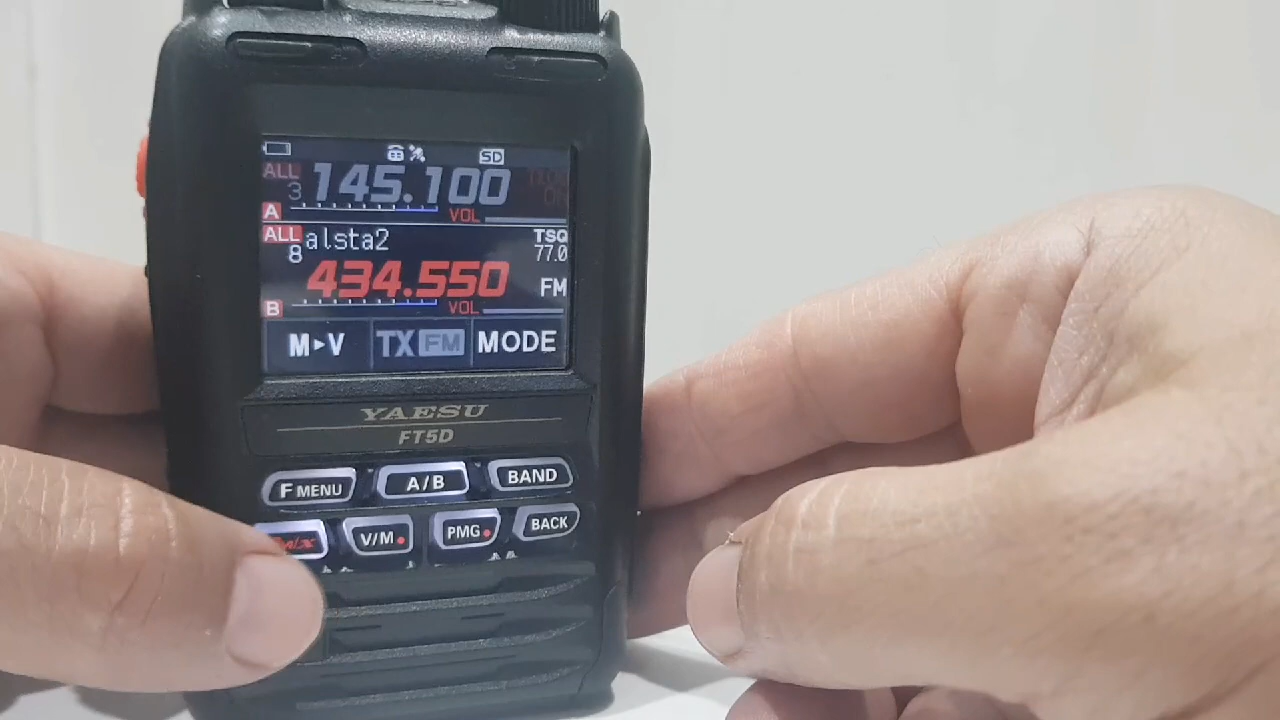 SD
ALL
3 145.100
A VOL
ALL alsta2 TSQ
8 77.0
434.550 FM
B VOL
M▸V TX FM MODE
YAESU
FT5D
F MENU A/B BAND
V/M PMG BACK